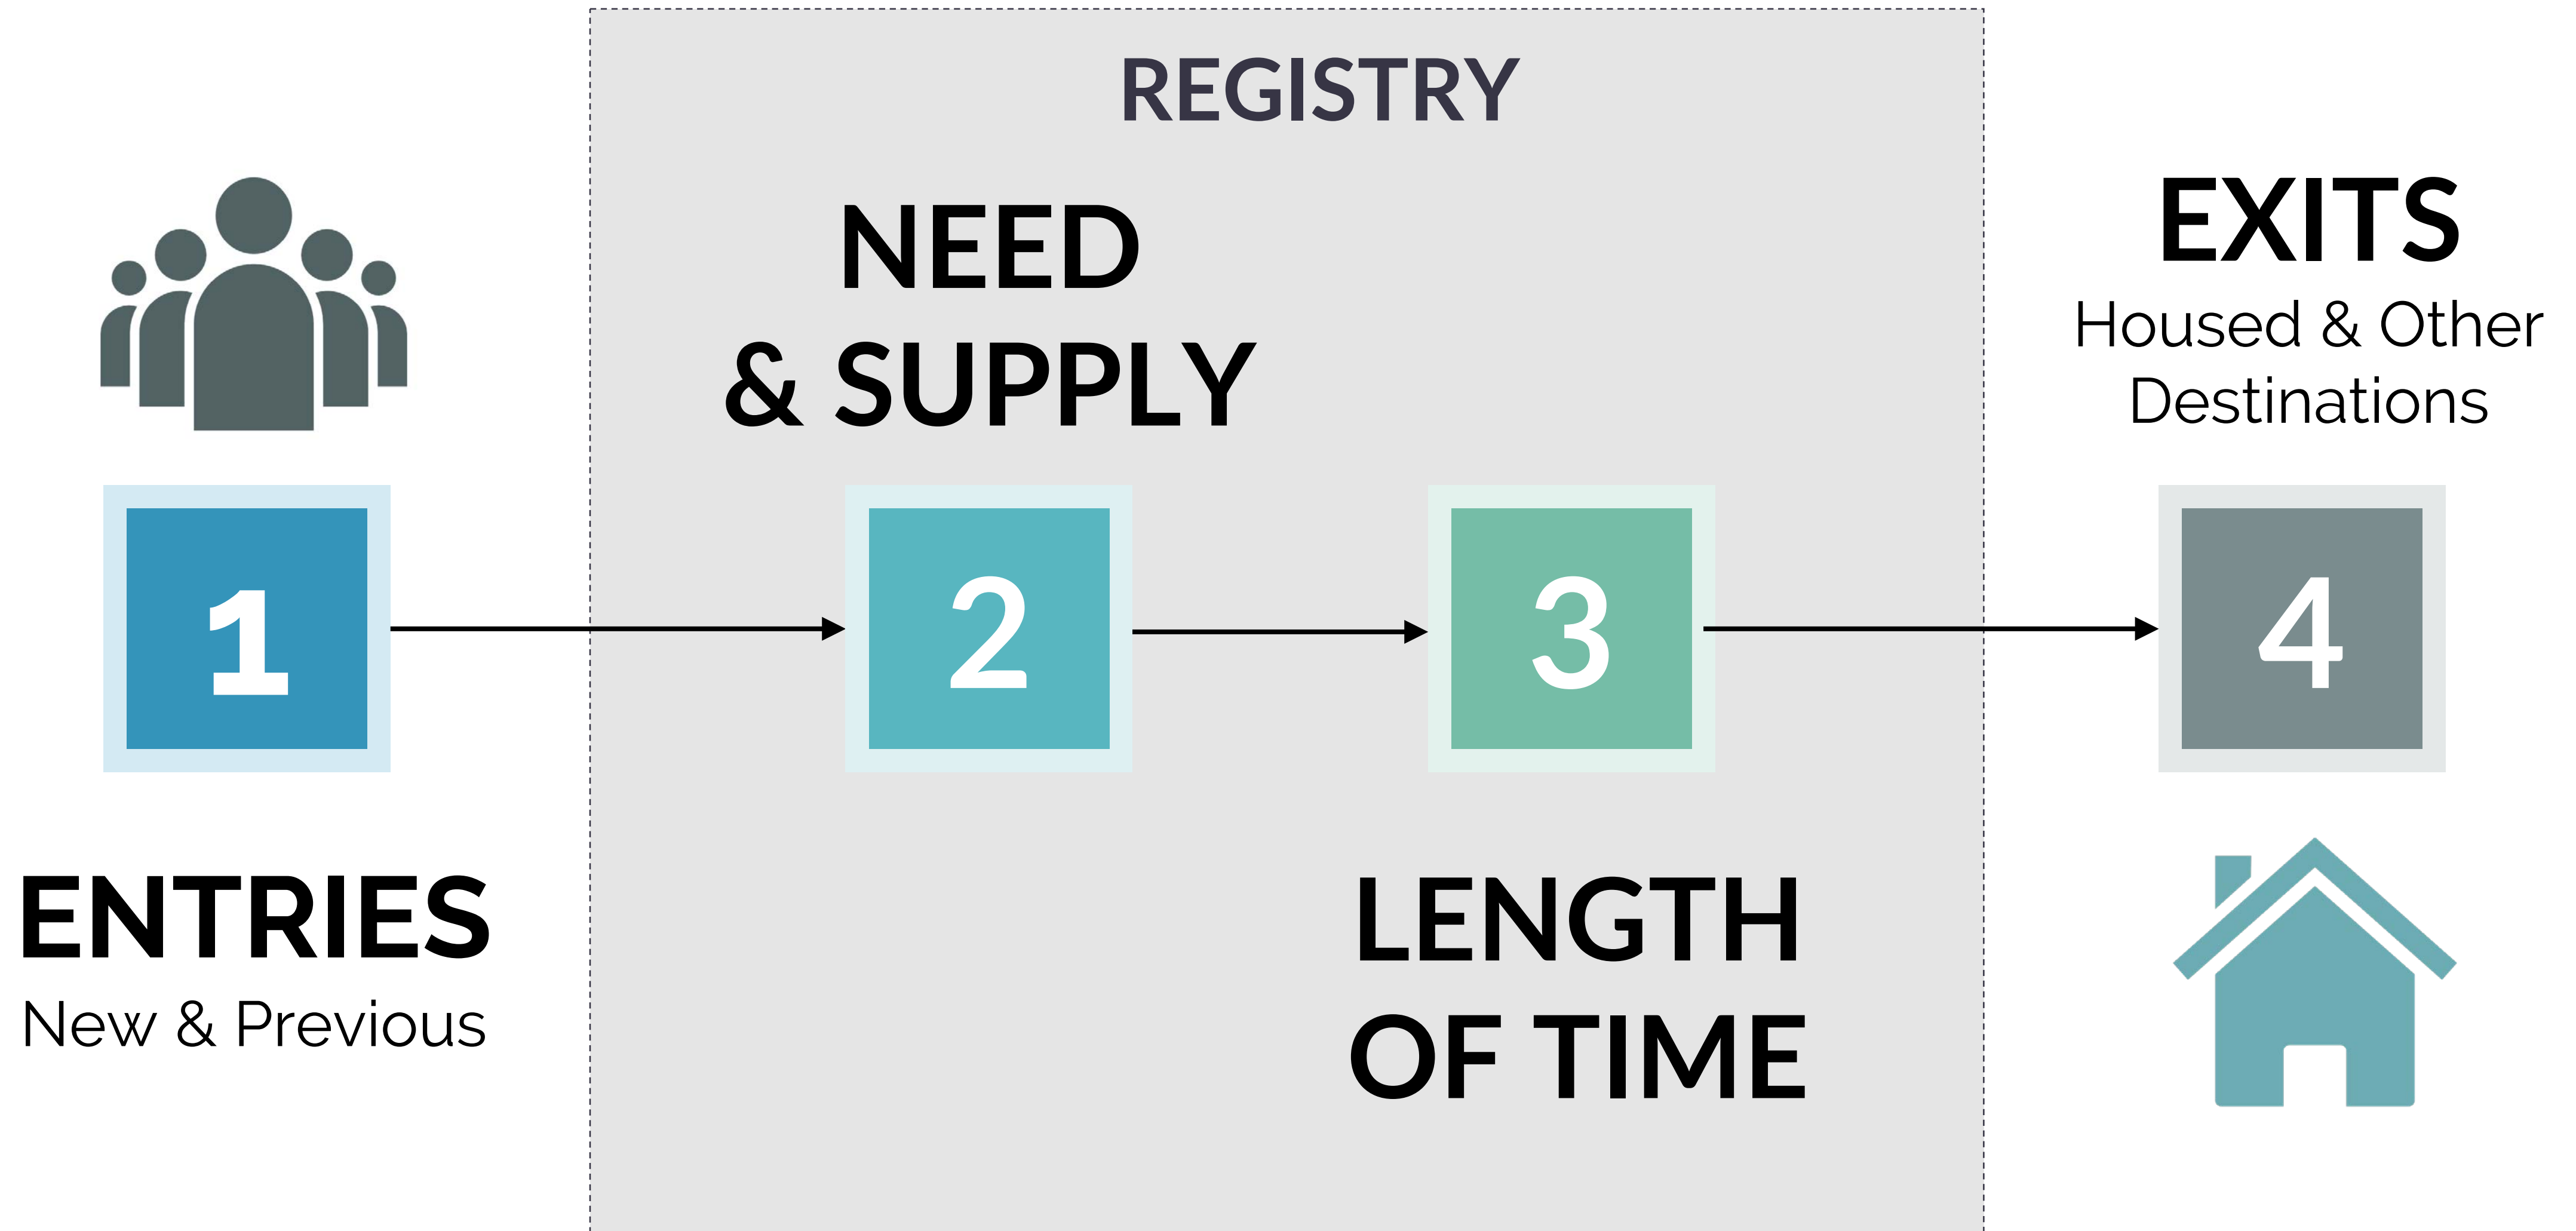 REGISTRY
NEED
& SUPPLY
EXITS
Housed & Other
Destinations
1
2
3
4
ENTRIES
New & Previous
LENGTH
OF TIME